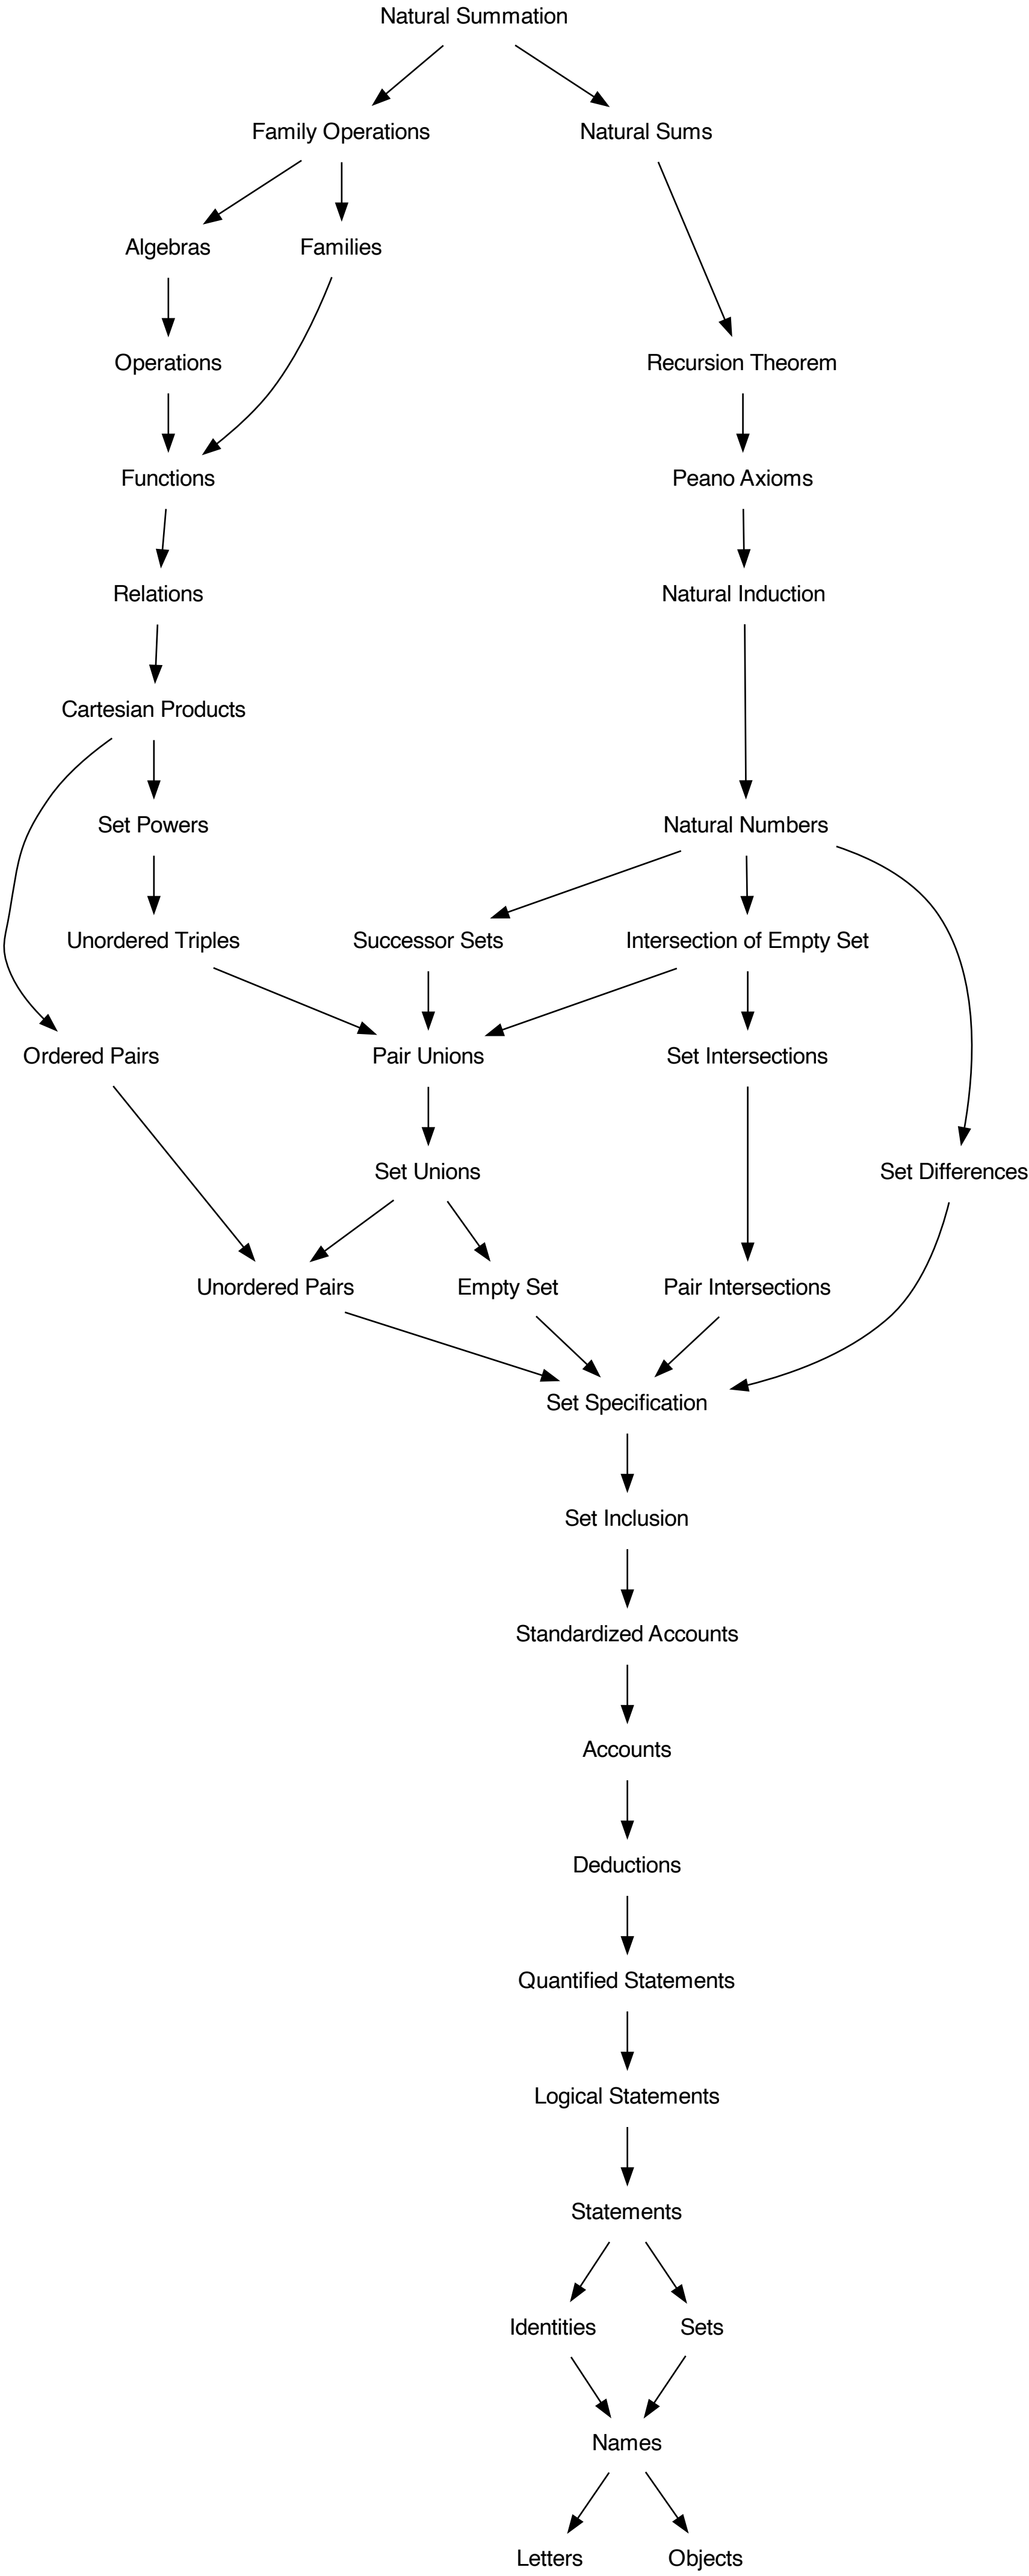 Natural Summation
Family Operations
Natural Sums
Algebras
Families
Operations
Recursion Theorem
Functions
Peano Axioms
Relations
Natural Induction
Cartesian Products
Set Powers
Natural Numbers
Unordered Triples
Successor Sets
Intersection of Empty Set
Ordered Pairs
Pair Unions
Set Intersections
Set Unions
Set Differences
Unordered Pairs
Empty Set
Pair Intersections
Set Specification
Set Inclusion
Standardized Accounts
Accounts
Deductions
Quantified Statements
Logical Statements
Statements
Identities
Sets
Names
Letters
Objects